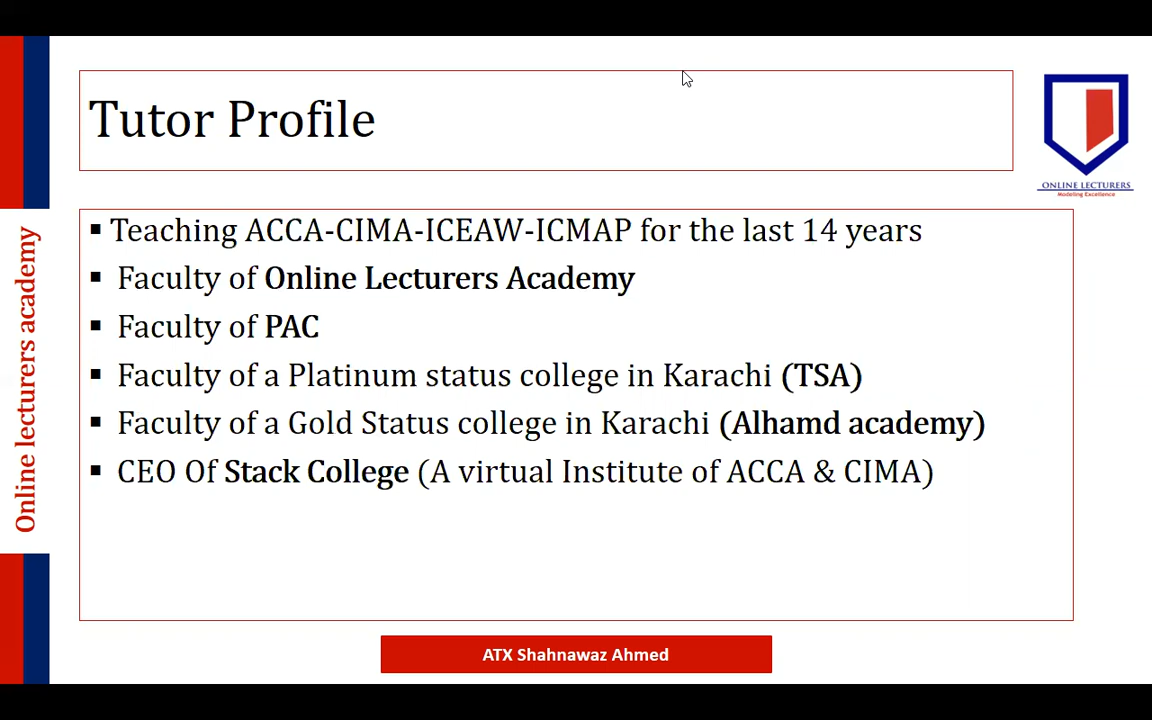 Tutor Profile
ONLINE LECTURERS
Modeling Excellence
▪ Teaching ACCA-CIMA-ICEAW-ICMAP for the last 14 years
▪ Faculty of Online Lecturers Academy
▪ Faculty of PAC
▪ Faculty of a Platinum status college in Karachi (TSA)
▪ Faculty of a Gold Status college in Karachi (Alhamd academy)
▪ CEO Of Stack College (A virtual Institute of ACCA & CIMA)
Online lecturers academy
ATX Shahnawaz Ahmed